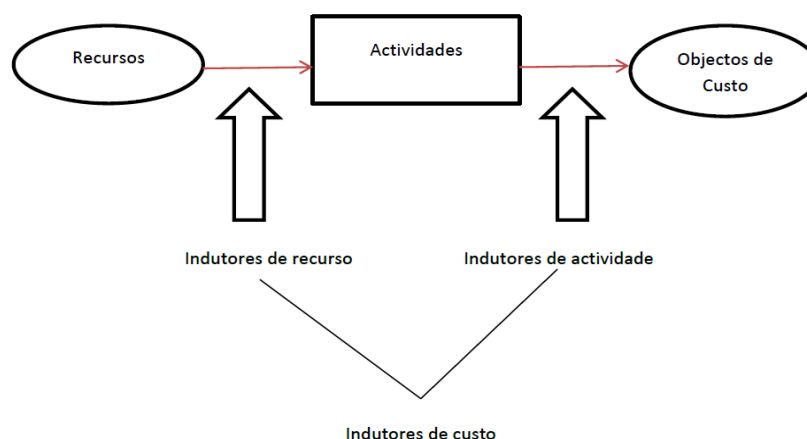 Recursos
Actividades
Objectos de
Custo
Indutores de recurso
Indutores de actividade
Indutores de custo